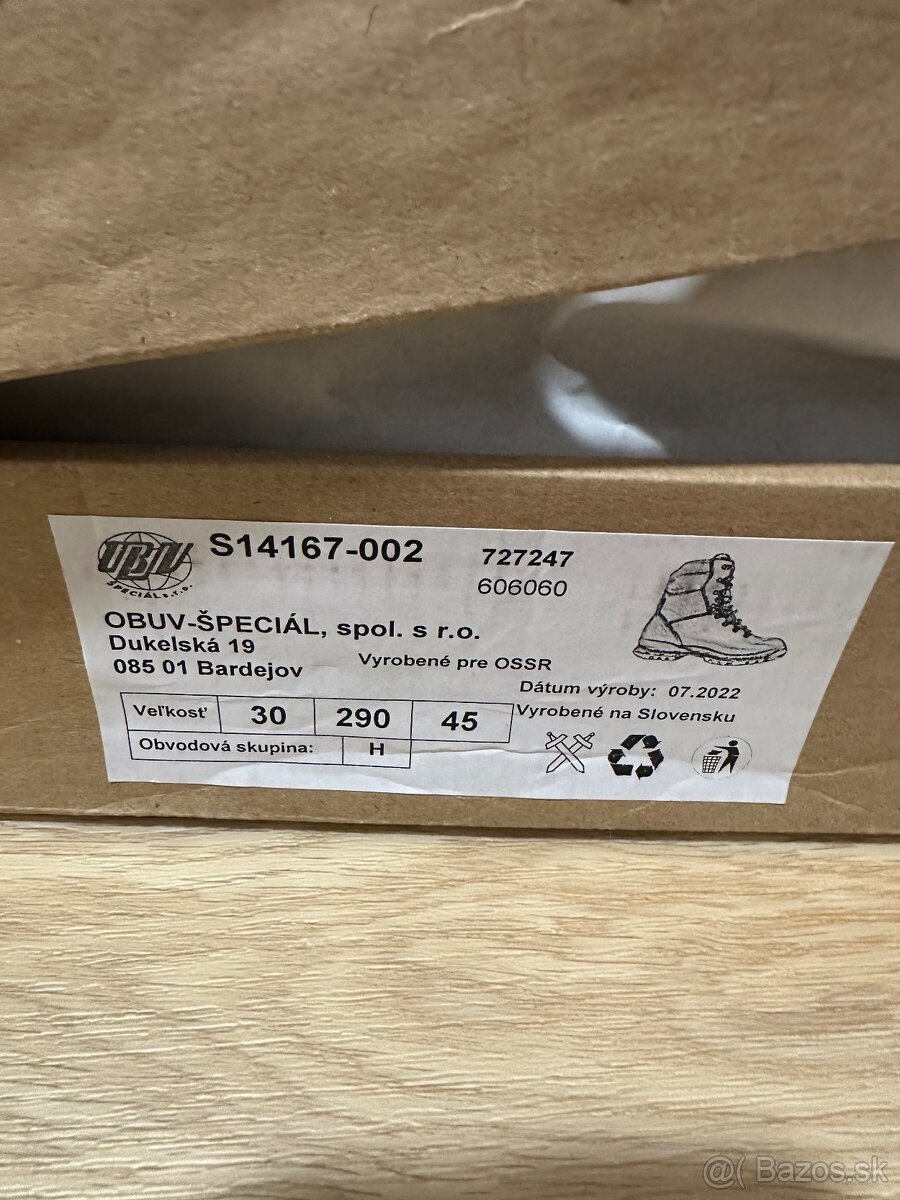 OBUV
ŠPECIÁL s.r.o.
S14167-002
727247
606060
OBUV-ŠPECIÁL, spol. s r.o.
Dukelská 19
085 01 Bardejov
Vyrobené pre OSSR
Dátum výroby: 07.2022
Vyrobené na Slovensku
Veľkosť 30 290 45
Obvodová skupina: H
@( Bazos.sk